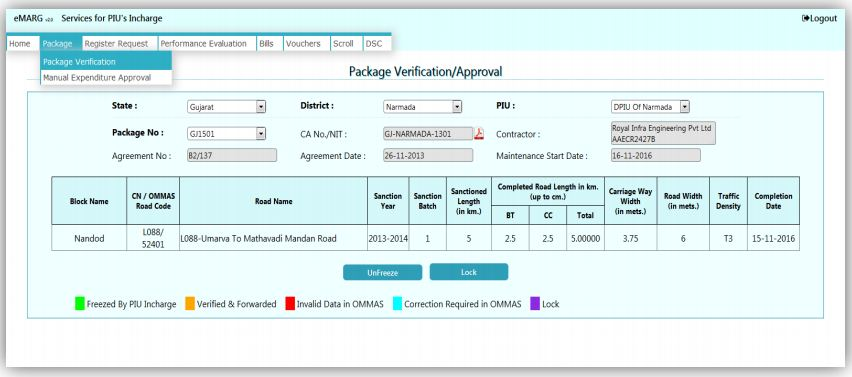 eMARG v2.0 Services for PIU's Incharge
Logout
Home Package Register Request Performance Evaluation Bills Vouchers Scroll DSC
Package Verification
Manual Expenditure Approval
Package Verification/Approval
State : Gujarat District : Narmada PIU : DPIU Of Narmada
Package No : GJ1501 CA No./NIT : GJ-NARMADA-1301 Contractor : Royal Infra Engineering Pvt Ltd
AAECR2427B
Agreement No : B2/137 Agreement Date : 26-11-2013 Maintenance Start Date : 16-11-2016
Block Name CN / OMMAS Road Code Road Name Sanction Year Sanction Batch Sanctioned Length (in km.) Completed Road Length in km. (up to cm.) Carriage Way Width (in mets.) Road Width (in mets.) Traffic Density Completion Date
BT CC Total
Nandod L088/ 52401 L088-Umarva To Mathavadi Mandan Road 2013-2014 1 5 2.5 2.5 5.00000 3.75 6 T3 15-11-2016
UnFreeze Lock
Freezed By PIU Incharge Verified & Forwarded Invalid Data in OMMAS Correction Required in OMMAS Lock